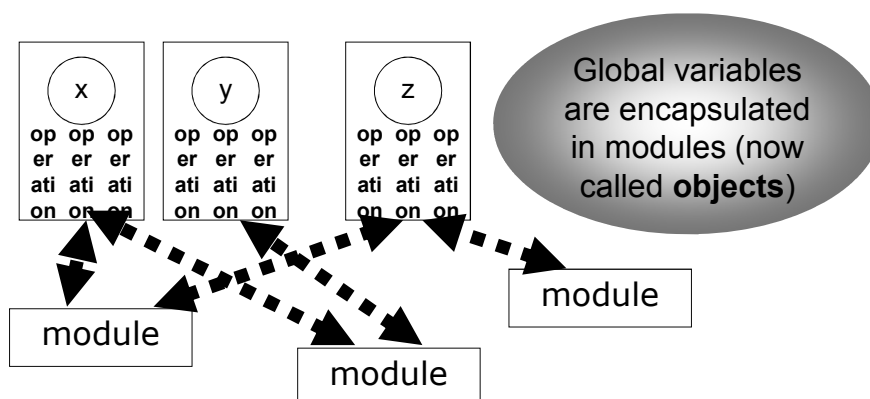 x y z
op op op op op op op op op
er er er er er er er er er
ati ati ati ati ati ati ati ati ati
on on on on on on on on on
Global variables
are encapsulated
in modules (now
called objects)
module
module
module